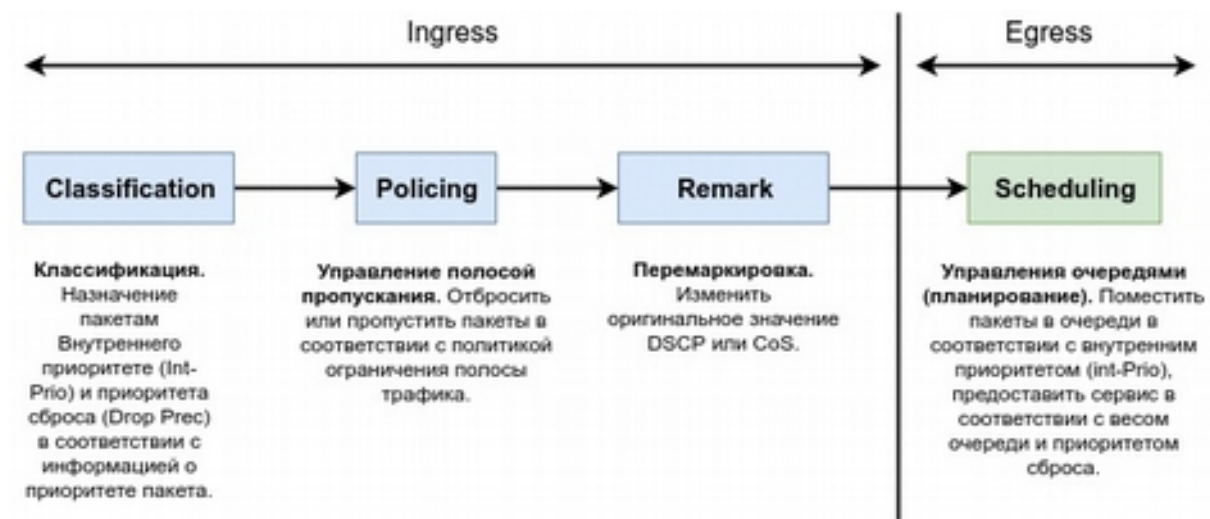 Ingress
Egress
Classification
Policing
Remark
Scheduling
Классификация.
Назначение
пакетам
Внутреннего
приоритете (Int-
Prio) и приоритета
сброса (Drop Prec)
в соответствии с
информацией о
приоритете пакета.
Управление полосой
пропускания. Отбросить
или пропустить пакеты в
соответствии с политикой
ограничения полосы
трафика.
Перемаркировка.
Изменить
оригинальное значение
DSCP или CoS.
Управления очередями
(планирование). Поместить
пакеты в очереди в
соответствии с внутренним
приоритетом (int-Prio),
предоставить сервис в
соответствии с весом
очереди и приоритетом
сброса.